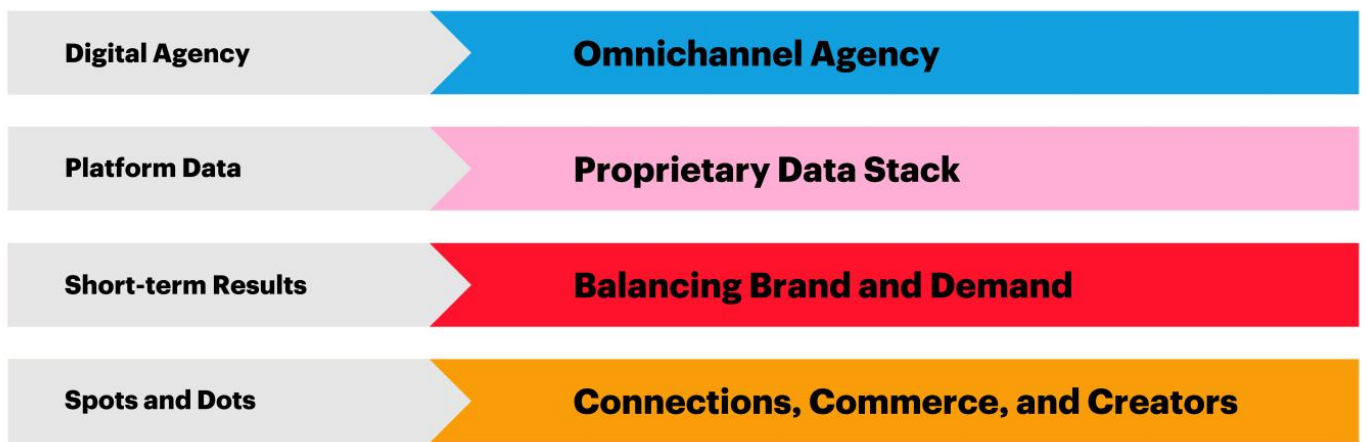 Digital Agency
Omnichannel Agency
Platform Data
Proprietary Data Stack
Short-term Results
Balancing Brand and Demand
Spots and Dots
Connections, Commerce, and Creators